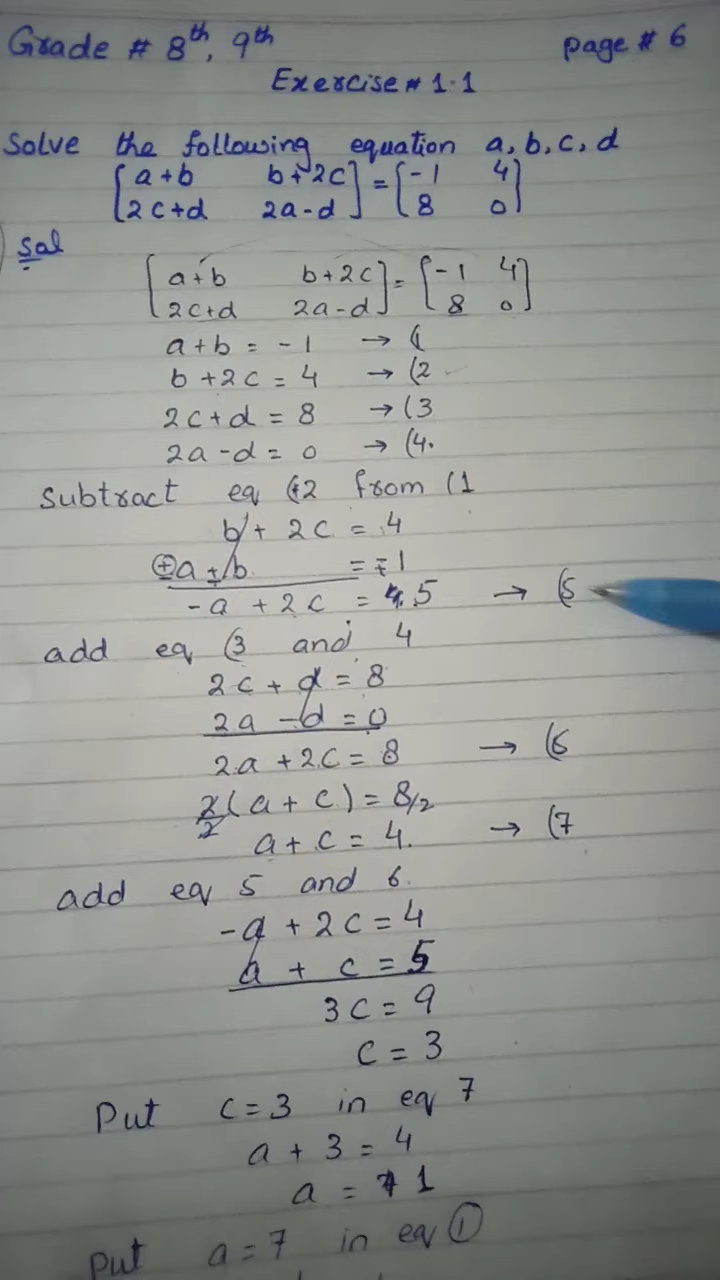 Grade # 8th, 9th page # 6
Exercise # 1.1
Solve the following equation a, b, c, d
[a+b b+2c] = [-1 4]
[2c+d 2a-d] [8 0]
Sol
[a+b b+2c] = [-1 4]
[2c+d 2a-d] [8 0]
a+b = -1 → (1
b+2c = 4 → (2
2c+d = 8 → (3
2a-d = 0 → (4.
Subtract eq (2 from (1
b + 2c = 4
⊕a ± b = ∓1
-a + 2c = 5 → (5
add eq (3 and 4
2c + d = 8
2a - d = 0
2a + 2c = 8 → (6
2/2 (a + c) = 8/2
a + c = 4. → (7
add eq 5 and 6.
-a + 2c = 4
a + c = 5
3c = 9
c = 3
Put c=3 in eq 7
a + 3 = 4
a = 1
Put a=7 in eq ①